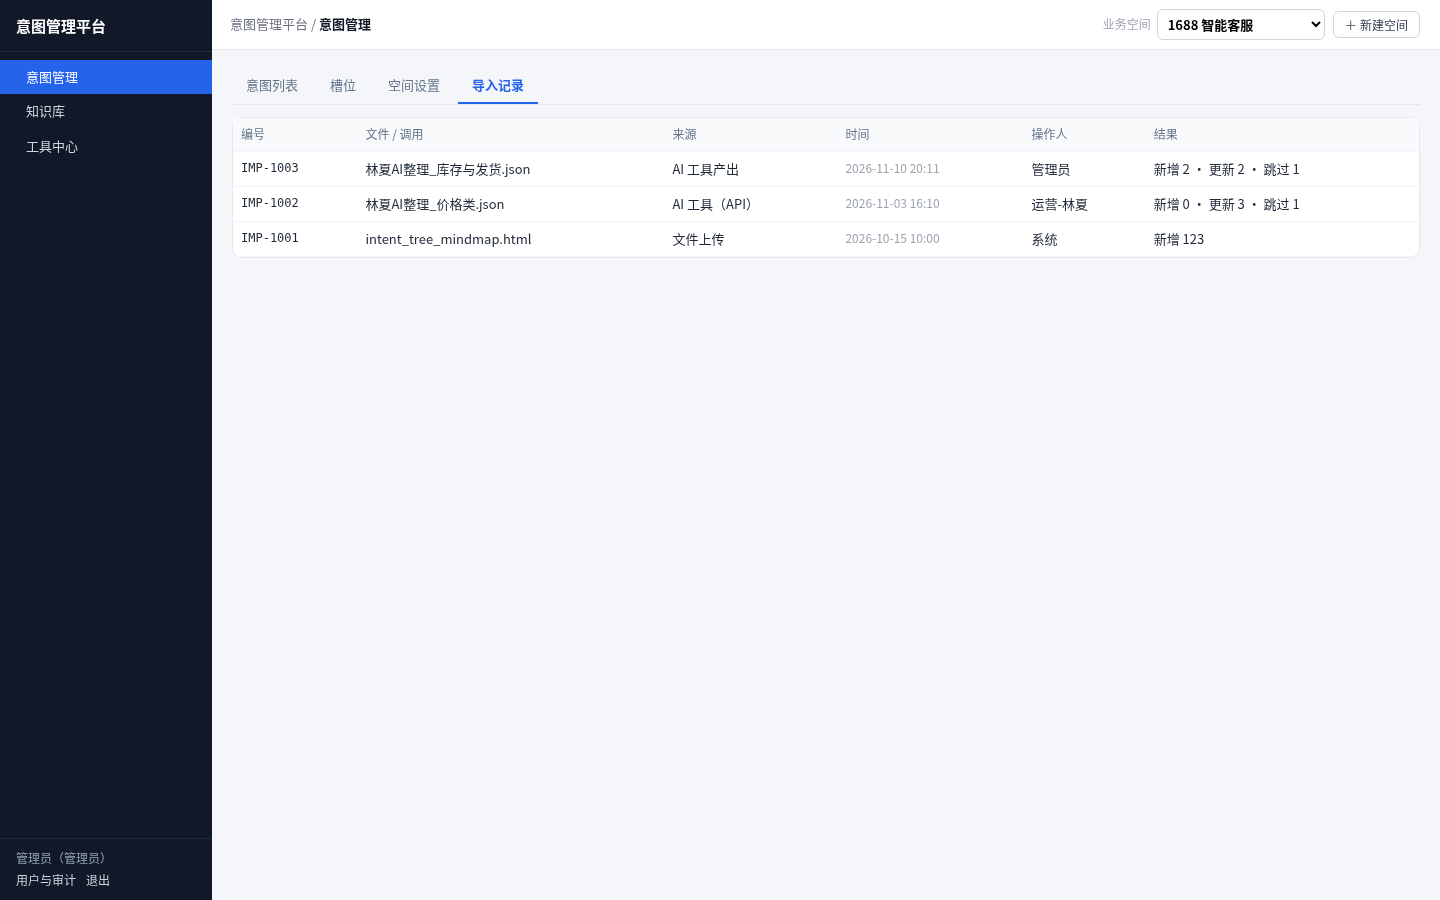 意图管理平台
意图管理
知识库
工具中心
管理员（管理员）
用户与审计 退出
意图管理平台 / 意图管理
业务空间 1688 智能客服 ＋ 新建空间
意图列表 槽位 空间设置 导入记录
编号 文件 / 调用 来源 时间 操作人 结果
IMP-1003 林夏AI整理_库存与发货.json AI 工具产出 2026-11-10 20:11 管理员 新增 2 · 更新 2 · 跳过 1
IMP-1002 林夏AI整理_价格类.json AI 工具（API） 2026-11-03 16:10 运营-林夏 新增 0 · 更新 3 · 跳过 1
IMP-1001 intent_tree_mindmap.html 文件上传 2026-10-15 10:00 系统 新增 123